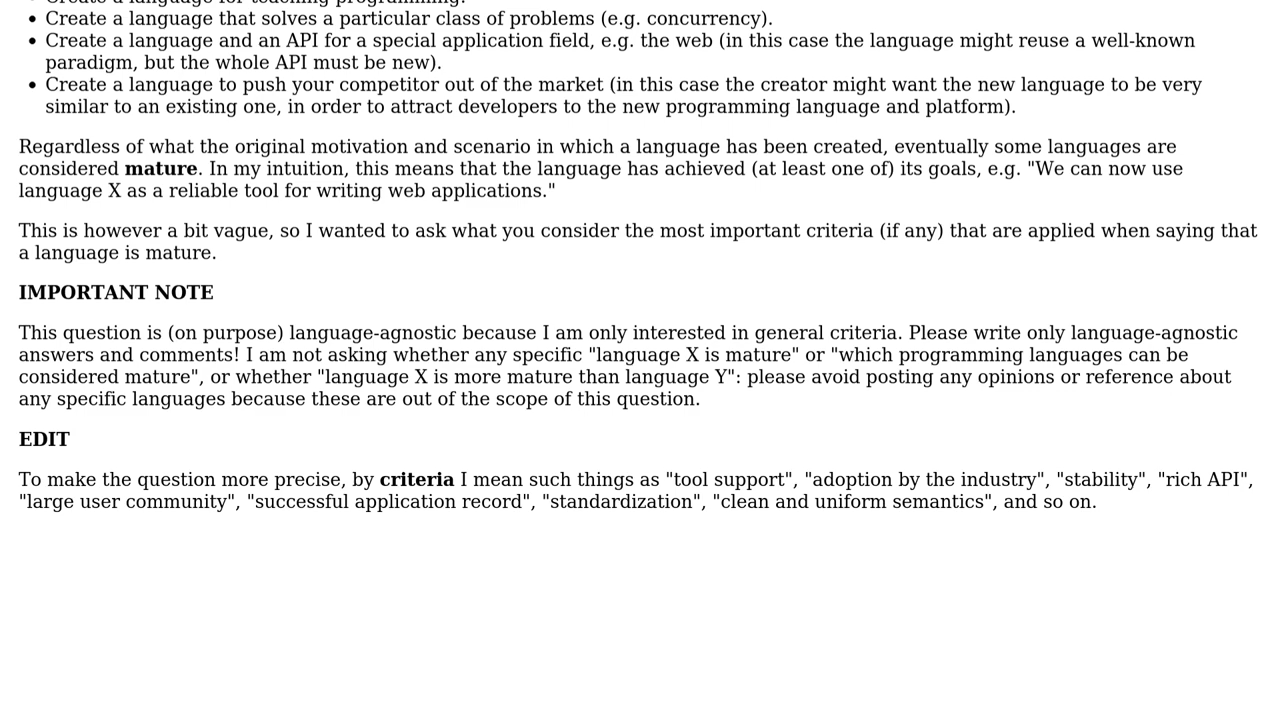 Create a language for teaching programming.
• Create a language that solves a particular class of problems (e.g. concurrency).
• Create a language and an API for a special application field, e.g. the web (in this case the language might reuse a well-known
paradigm, but the whole API must be new).
• Create a language to push your competitor out of the market (in this case the creator might want the new language to be very
similar to an existing one, in order to attract developers to the new programming language and platform).
Regardless of what the original motivation and scenario in which a language has been created, eventually some languages are
considered mature. In my intuition, this means that the language has achieved (at least one of) its goals, e.g. "We can now use
language X as a reliable tool for writing web applications."
This is however a bit vague, so I wanted to ask what you consider the most important criteria (if any) that are applied when saying that
a language is mature.
IMPORTANT NOTE
This question is (on purpose) language-agnostic because I am only interested in general criteria. Please write only language-agnostic
answers and comments! I am not asking whether any specific "language X is mature" or "which programming languages can be
considered mature", or whether "language X is more mature than language Y": please avoid posting any opinions or reference about
any specific languages because these are out of the scope of this question.
EDIT
To make the question more precise, by criteria I mean such things as "tool support", "adoption by the industry", "stability", "rich API",
"large user community", "successful application record", "standardization", "clean and uniform semantics", and so on.